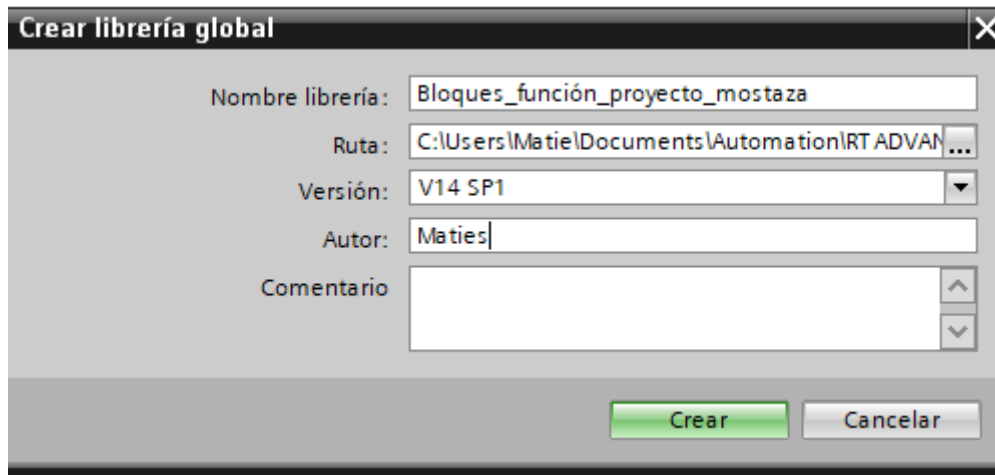 Crear librería global
Nombre librería: Bloques_función_proyecto_mostaza
Ruta: C:\Users\Matie\Documents\Automation\RT ADVAN ...
Versión: V14 SP1
Autor: Maties
Comentario
Crear Cancelar